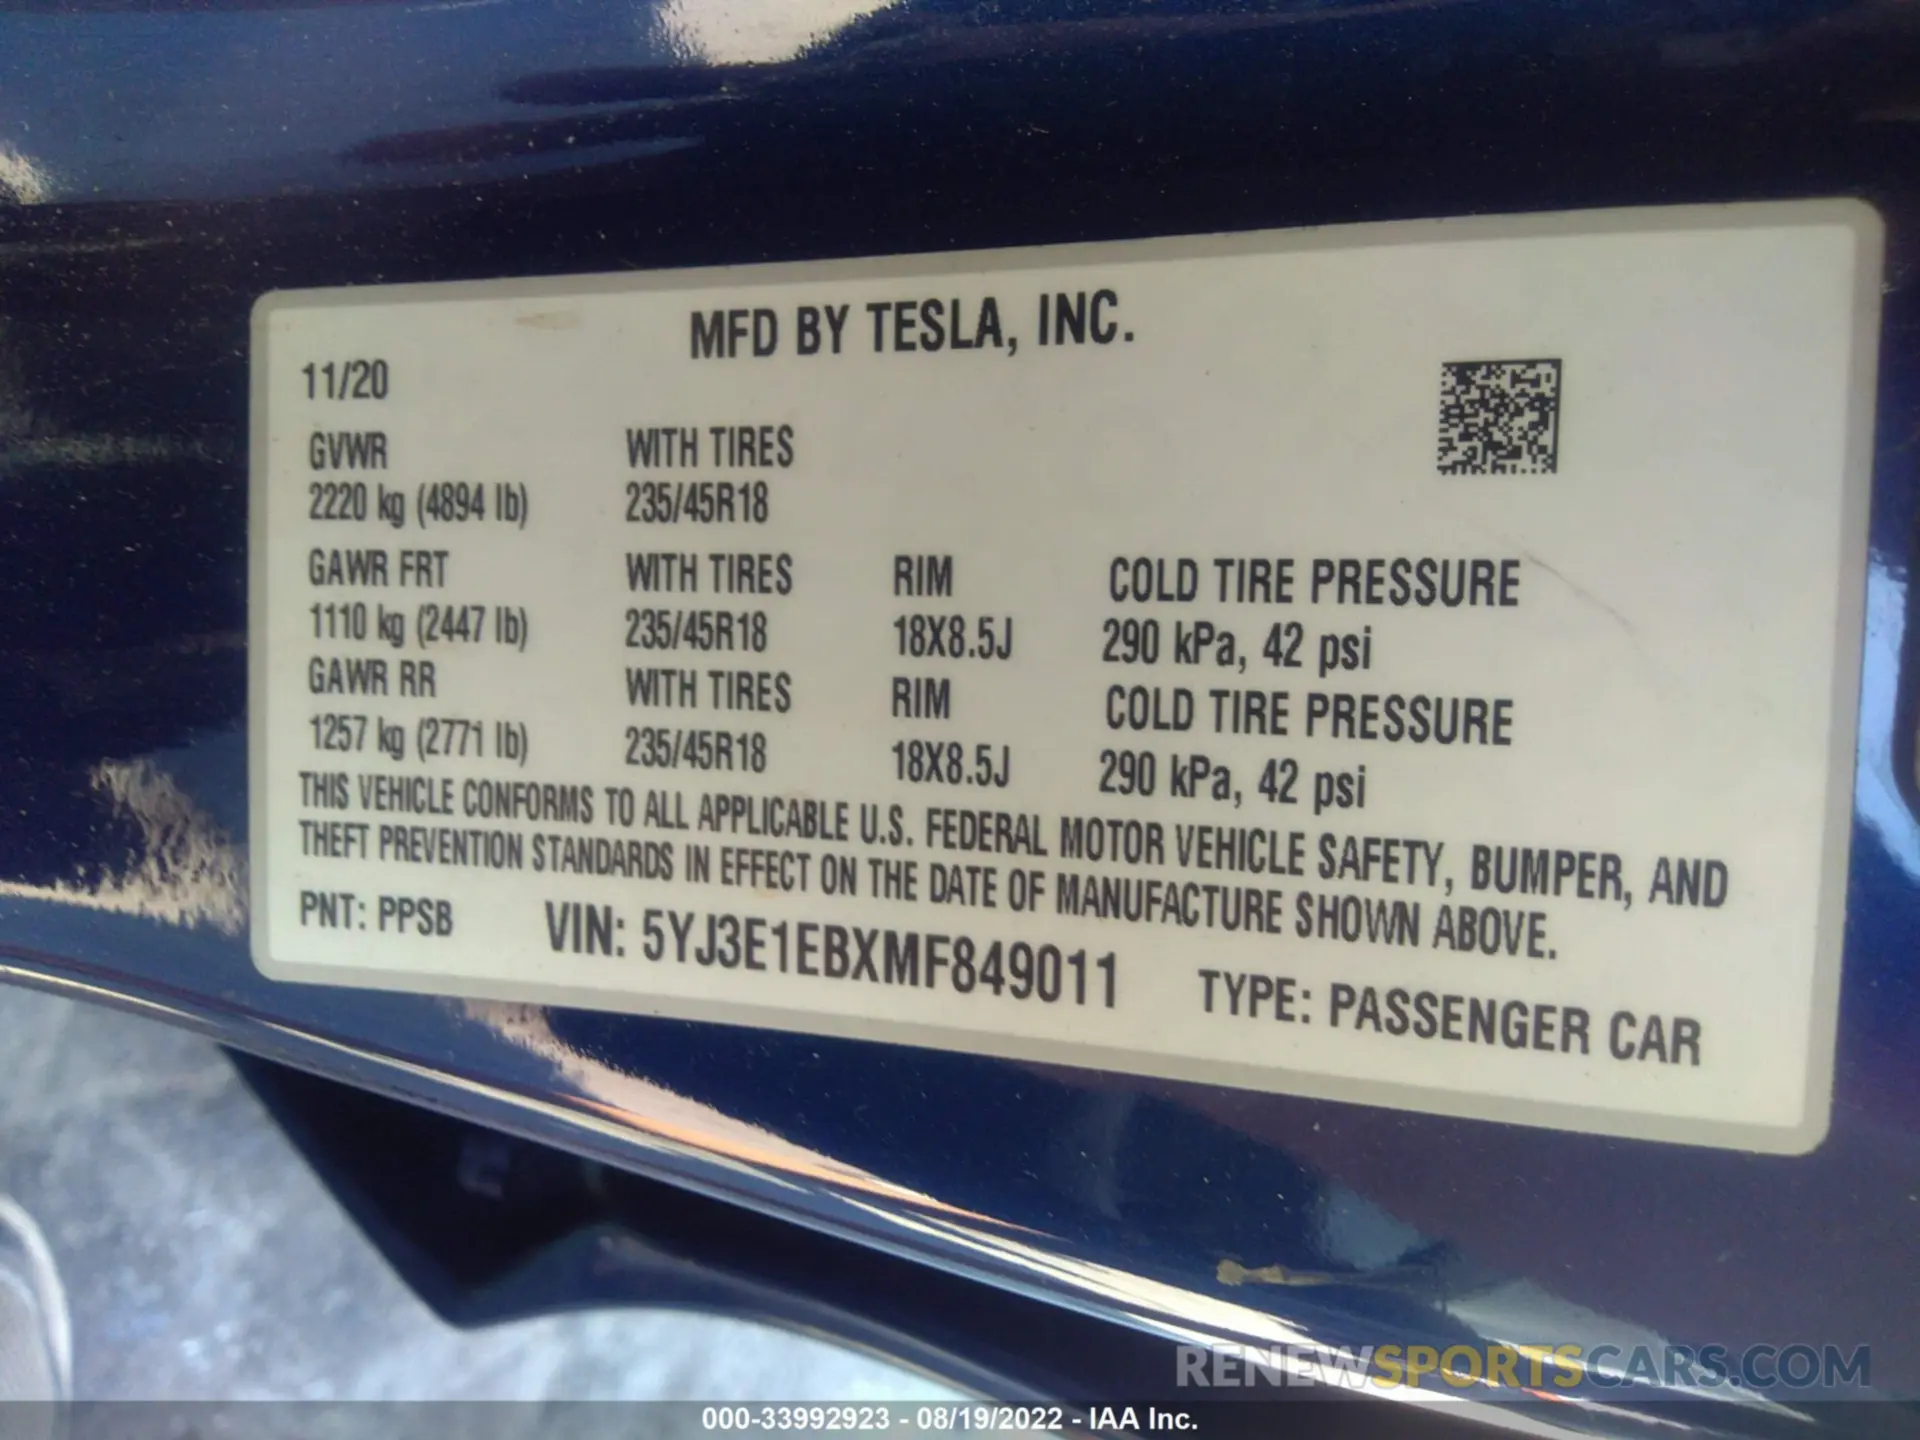 MFD BY TESLA, INC.
11/20
GVWR WITH TIRES
2220 kg (4894 lb) 235/45R18
GAWR FRT WITH TIRES RIM COLD TIRE PRESSURE
1110 kg (2447 lb) 235/45R18 18X8.5J 290 kPa, 42 psi
GAWR RR WITH TIRES RIM COLD TIRE PRESSURE
1257 kg (2771 lb) 235/45R18 18X8.5J 290 kPa, 42 psi
THIS VEHICLE CONFORMS TO ALL APPLICABLE U.S. FEDERAL MOTOR VEHICLE SAFETY, BUMPER, AND
THEFT PREVENTION STANDARDS IN EFFECT ON THE DATE OF MANUFACTURE SHOWN ABOVE.
PNT: PPSB VIN: 5YJ3E1EBXMF849011 TYPE: PASSENGER CAR
RENEWSPORTSCARS.COM
000-33992923 - 08/19/2022 - IAA Inc.